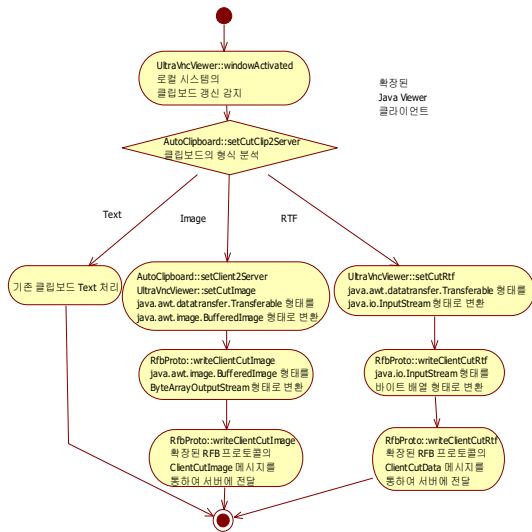 UltraVncViewer::windowActivated
로컬 시스템의
클립보드 갱신 감지
확장된
Java Viewer
클라이언트
AutoClipboard::setCutClip2Server
클립보드의 형식 분석
Text
Image
RTF
기존 클립보드 Text 처리
AutoClipboard::setClient2Server
UltraVncViewer::setCutImage
java.awt.datatransfer.Transferable 형태를
java.awt.image.BufferedImage 형태로 변환
UltraVncViewer::setCutRtf
java.awt.datatransfer.Transferable 형태를
java.io.InputStream 형태로 변환
RfbProto::writeClientCutImage
java.awt.image.BufferedImage 형태를
ByteArrayOutputStream 형태로 변환
RfbProto::writeClientCutRtf
java.io.InputStream 형태를
바이트 배열 형태로 변환
RfbProto::writeClientCutImage
확장된 RFB 프로토콜의
ClientCutImage 메시지를
통하여 서버에 전달
RfbProto::writeClientCutRtf
확장된 RFB 프로토콜의
ClientCutData 메시지를
통하여 서버에 전달